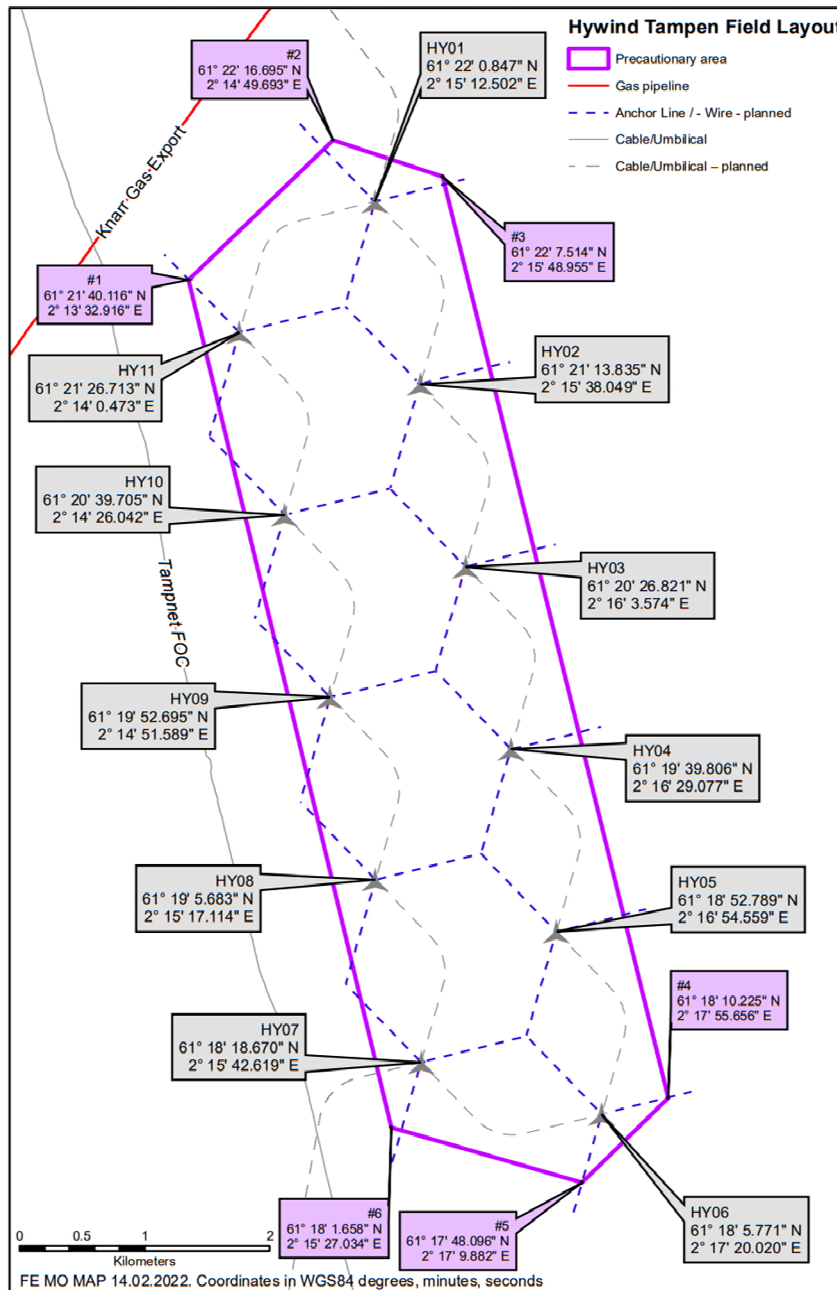 Hywind Tampen Field Layout
Precautionary area
Gas pipeline
Anchor Line / - Wire - planned
Cable/Umbilical
Cable/Umbilical – planned
#2
61° 22' 16.695" N
2° 14' 49.693" E
HY01
61° 22' 0.847" N
2° 15' 12.502" E
Knarr Gas Export
#3
61° 22' 7.514" N
2° 15' 48.955" E
#1
61° 21' 40.116" N
2° 13' 32.916" E
HY02
61° 21' 13.835" N
2° 15' 38.049" E
HY11
61° 21' 26.713" N
2° 14' 0.473" E
HY10
61° 20' 39.705" N
2° 14' 26.042" E
HY03
61° 20' 26.821" N
2° 16' 3.574" E
Tampnet FOC
HY09
61° 19' 52.695" N
2° 14' 51.589" E
HY04
61° 19' 39.806" N
2° 16' 29.077" E
HY08
61° 19' 5.683" N
2° 15' 17.114" E
HY05
61° 18' 52.789" N
2° 16' 54.559" E
#4
61° 18' 10.225" N
2° 17' 55.656" E
HY07
61° 18' 18.670" N
2° 15' 42.619" E
#6
61° 18' 1.658" N
2° 15' 27.034" E
#5
61° 17' 48.096" N
2° 17' 9.882" E
HY06
61° 18' 5.771" N
2° 17' 20.020" E
0 0.5 1 2
Kilometers
FE MO MAP 14.02.2022. Coordinates in WGS84 degrees, minutes, seconds